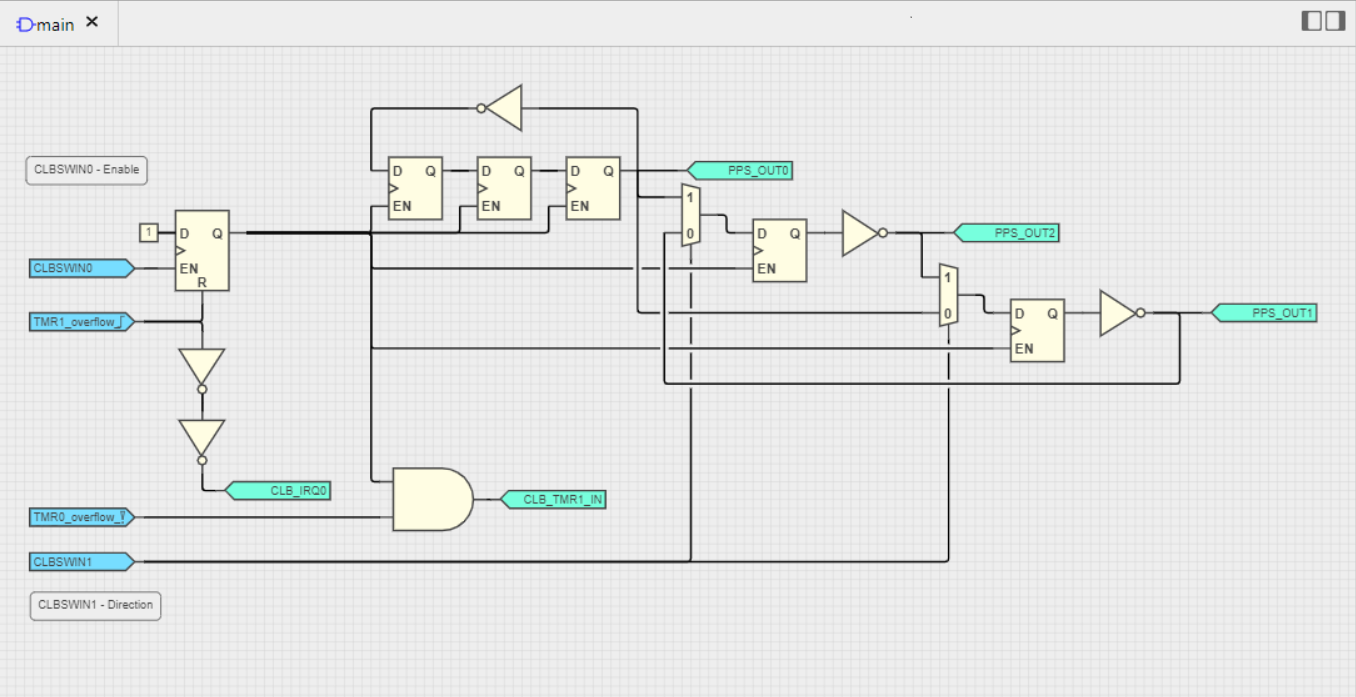 main
CLBSWIN0 - Enable
D Q
EN
D Q
EN
D Q
EN
PPS_OUT0
1
0
1
D Q
EN
R
CLBSWIN0
TMR1_overflow_
D Q
EN
PPS_OUT2
1
0
D Q
EN
PPS_OUT1
CLB_IRQ0
CLB_TMR1_IN
TMR0_overflow_
CLBSWIN1
CLBSWIN1 - Direction